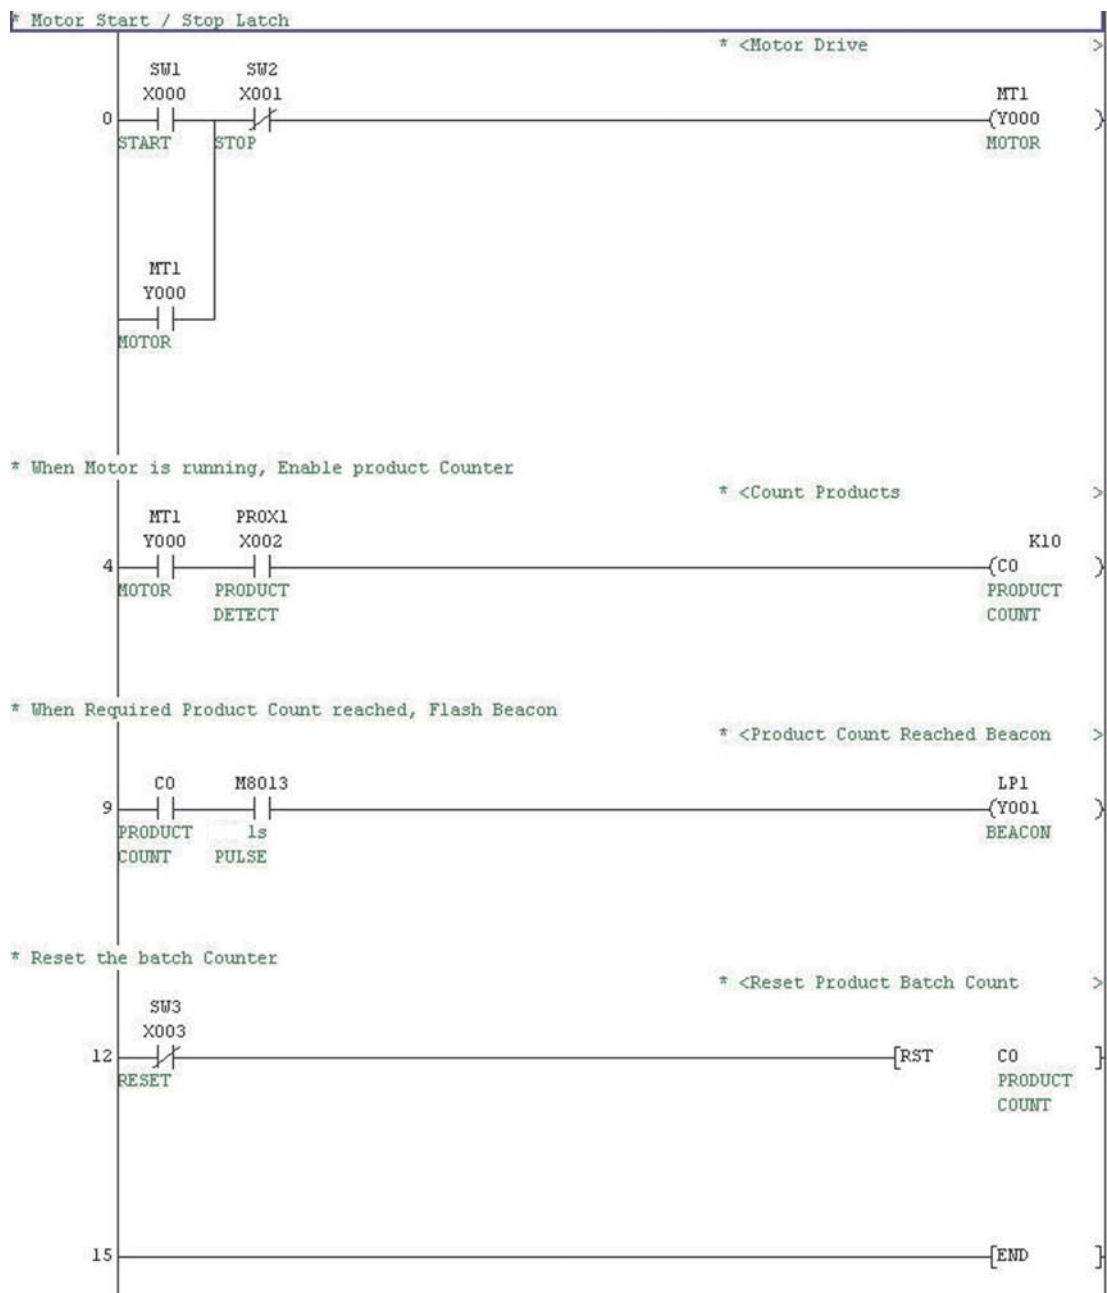 * Motor Start / Stop Latch
* <Motor Drive >
SW1 SW2
X000 X001 MT1
0 (Y000 )
START STOP MOTOR
MT1
Y000
MOTOR
* When Motor is running, Enable product Counter
* <Count Products >
MT1 PROX1
Y000 X002 K10
4 (C0 )
MOTOR PRODUCT PRODUCT
DETECT COUNT
* When Required Product Count reached, Flash Beacon
* <Product Count Reached Beacon >
C0 M8013 LP1
9 (Y001 )
PRODUCT 1s BEACON
COUNT PULSE
* Reset the batch Counter
* <Reset Product Batch Count >
SW3
X003
12 [RST C0 ]
RESET PRODUCT
COUNT
15 [END ]